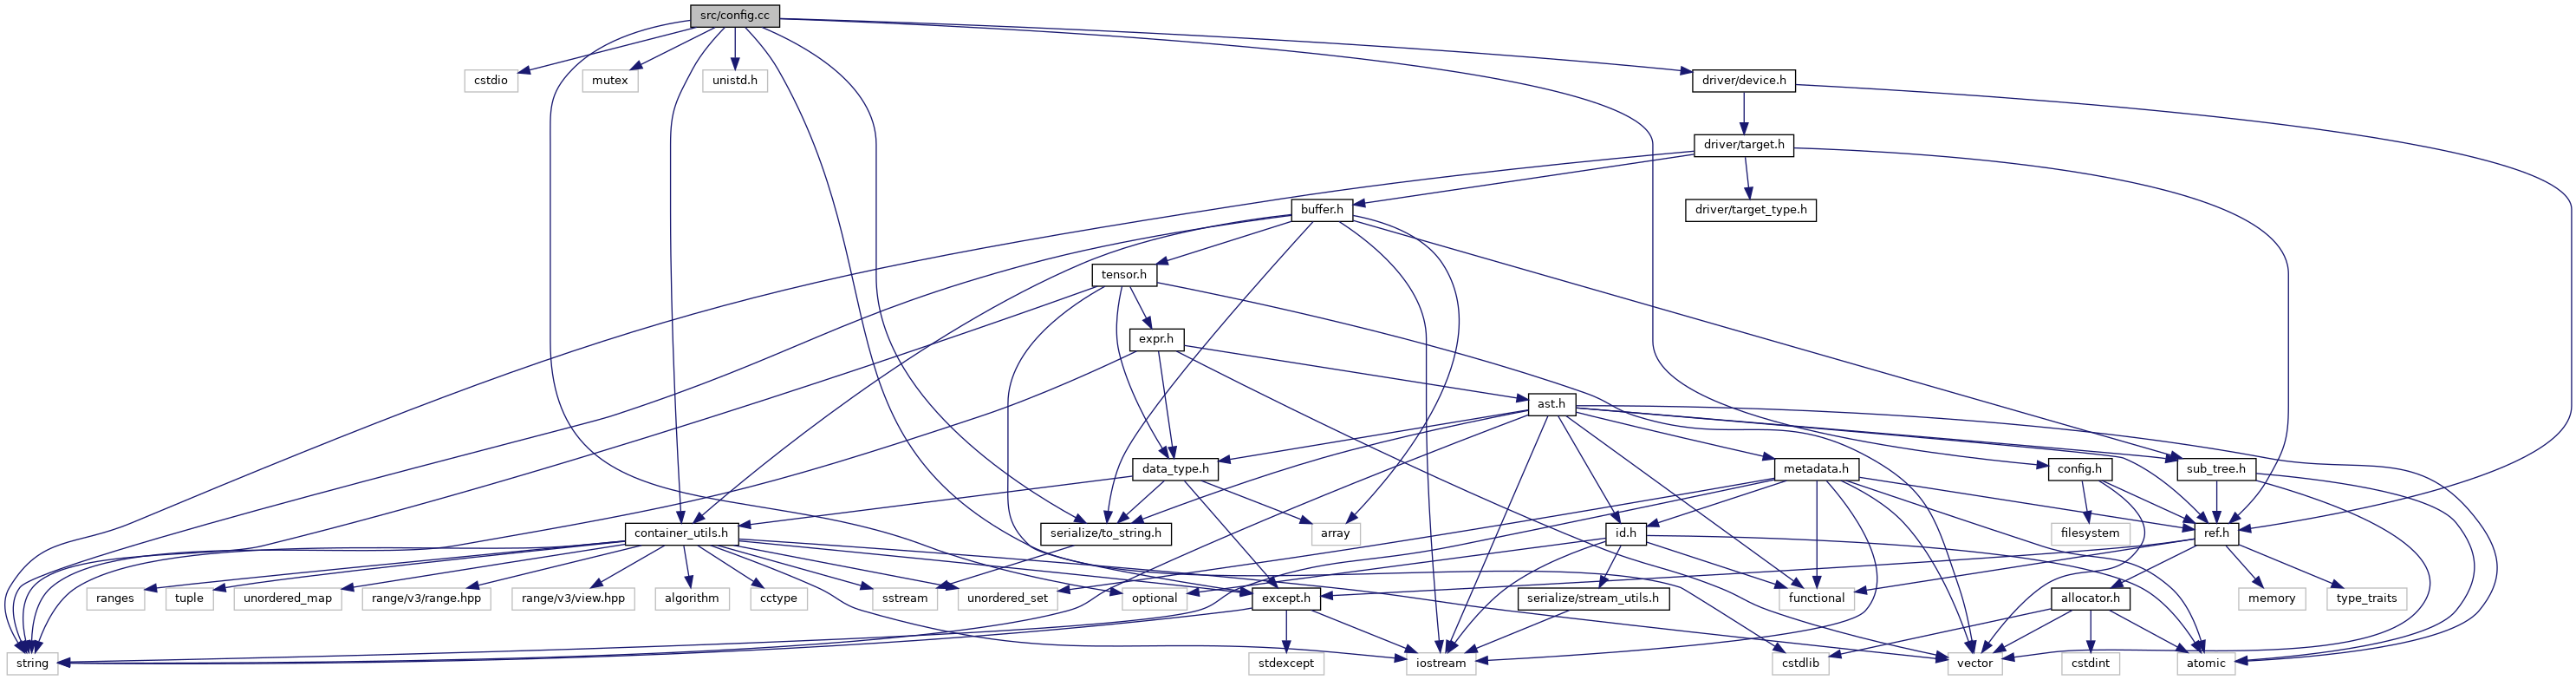 src/config.cc
cstdio
mutex
unistd.h
driver/device.h
driver/target.h
buffer.h
driver/target_type.h
tensor.h
expr.h
ast.h
data_type.h
metadata.h
config.h
sub_tree.h
container_utils.h
serialize/to_string.h
array
id.h
filesystem
ref.h
ranges
tuple
unordered_map
range/v3/range.hpp
range/v3/view.hpp
algorithm
cctype
sstream
unordered_set
optional
except.h
serialize/stream_utils.h
functional
allocator.h
memory
type_traits
string
stdexcept
iostream
cstdlib
vector
cstdint
atomic